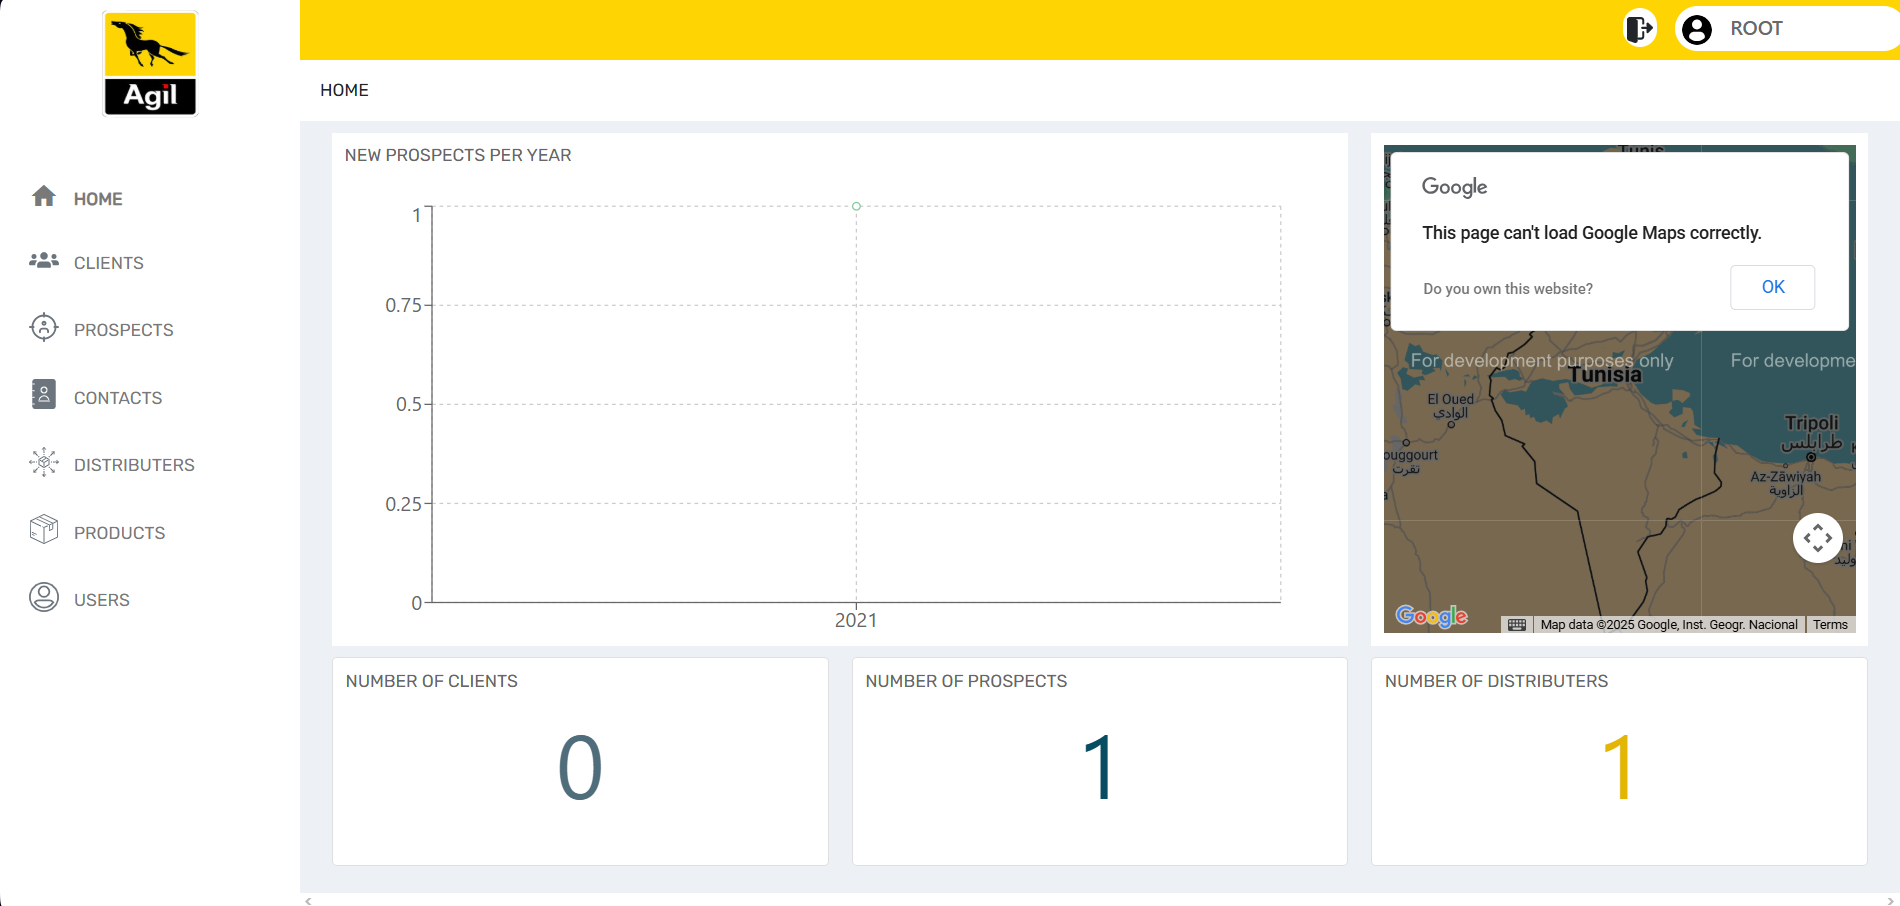 Agil
ROOT
HOME
HOME
CLIENTS
PROSPECTS
CONTACTS
DISTRIBUTERS
PRODUCTS
USERS
NEW PROSPECTS PER YEAR
1
0.75
0.5
0.25
0
2021
Tunis
Google
This page can't load Google Maps correctly.
Do you own this website?
OK
For development purposes only
For developme
Tunisia
El Oued
الوادي
Tripoli
طرابلس
ouggourt
تقرت
Az-Zāwiyah
الزاوية
Google
Map data ©2025 Google, Inst. Geogr. Nacional
Terms
NUMBER OF CLIENTS
0
NUMBER OF PROSPECTS
1
NUMBER OF DISTRIBUTERS
1